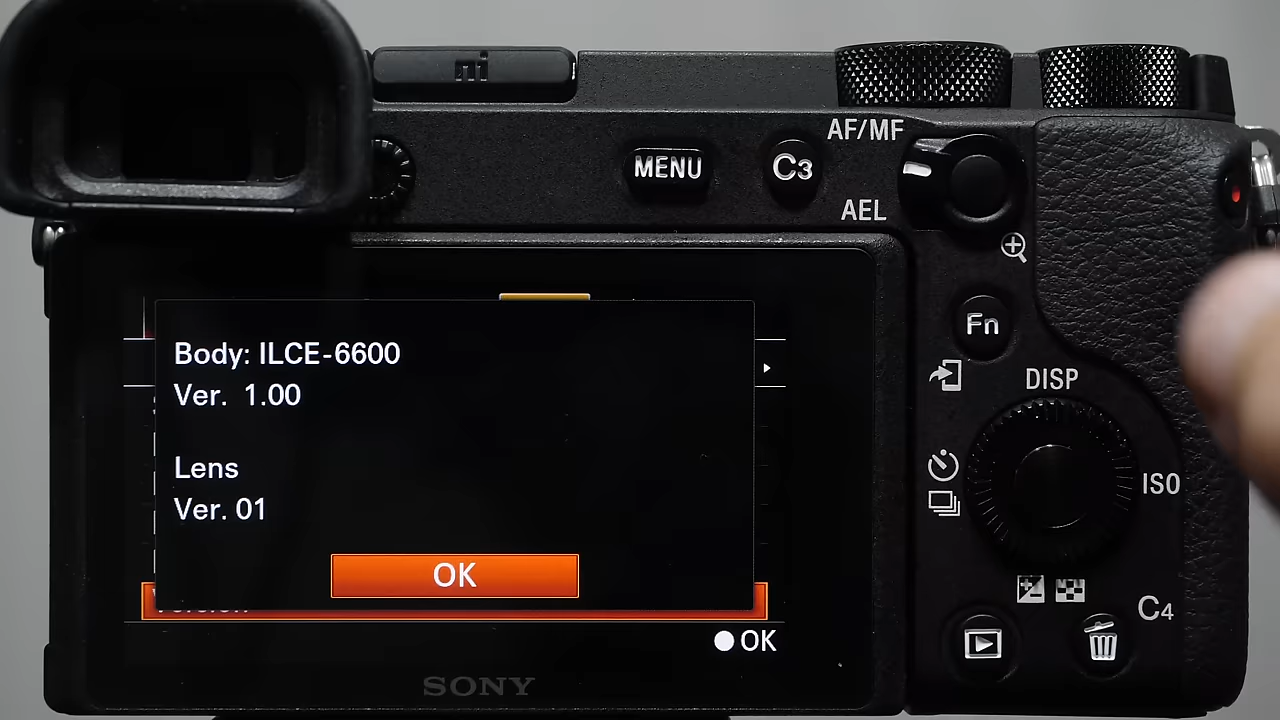 AF/MF
MENU
C3
AEL
Fn
Body: ILCE-6600
Ver. 1.00
DISP
Lens
Ver. 01
ISO
OK
Version
C4
OK
SONY